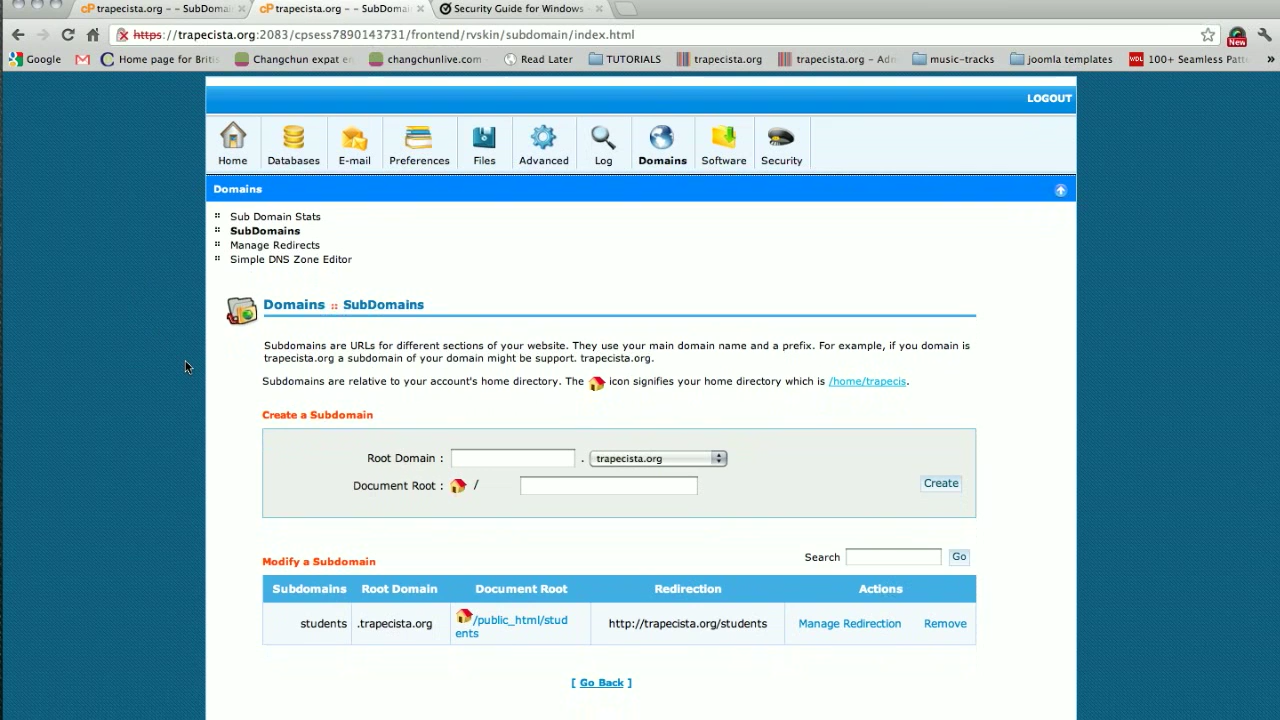 trapecista.org - - SubDoma
trapecista.org - - SubDoma
Security Guide for Windows -
https://trapecista.org:2083/cpsess7890143731/frontend/rvskin/subdomain/index.html
New
Google
Home page for Britis
Changchun expat en
changchunlive.com
Read Later
TUTORIALS
trapecista.org
trapecista.org - Adm
music-tracks
joomla templates
WDL
100+ Seamless Patt
»
LOGOUT
Home
Databases
E-mail
Preferences
Files
Advanced
Log
Domains
Software
Security
Domains
Sub Domain Stats
SubDomains
Manage Redirects
Simple DNS Zone Editor
Domains :: SubDomains
Subdomains are URLs for different sections of your website. They use your main domain name and a prefix. For example, if you domain is
trapecista.org a subdomain of your domain might be support. trapecista.org.
Subdomains are relative to your account's home directory. The icon signifies your home directory which is /home/trapecis.
Create a Subdomain
Root Domain : . trapecista.org
Document Root : /
Create
Modify a Subdomain
Search Go
Subdomains Root Domain Document Root Redirection Actions
students .trapecista.org /public_html/stud
ents
http://trapecista.org/students Manage Redirection Remove
[ Go Back ]